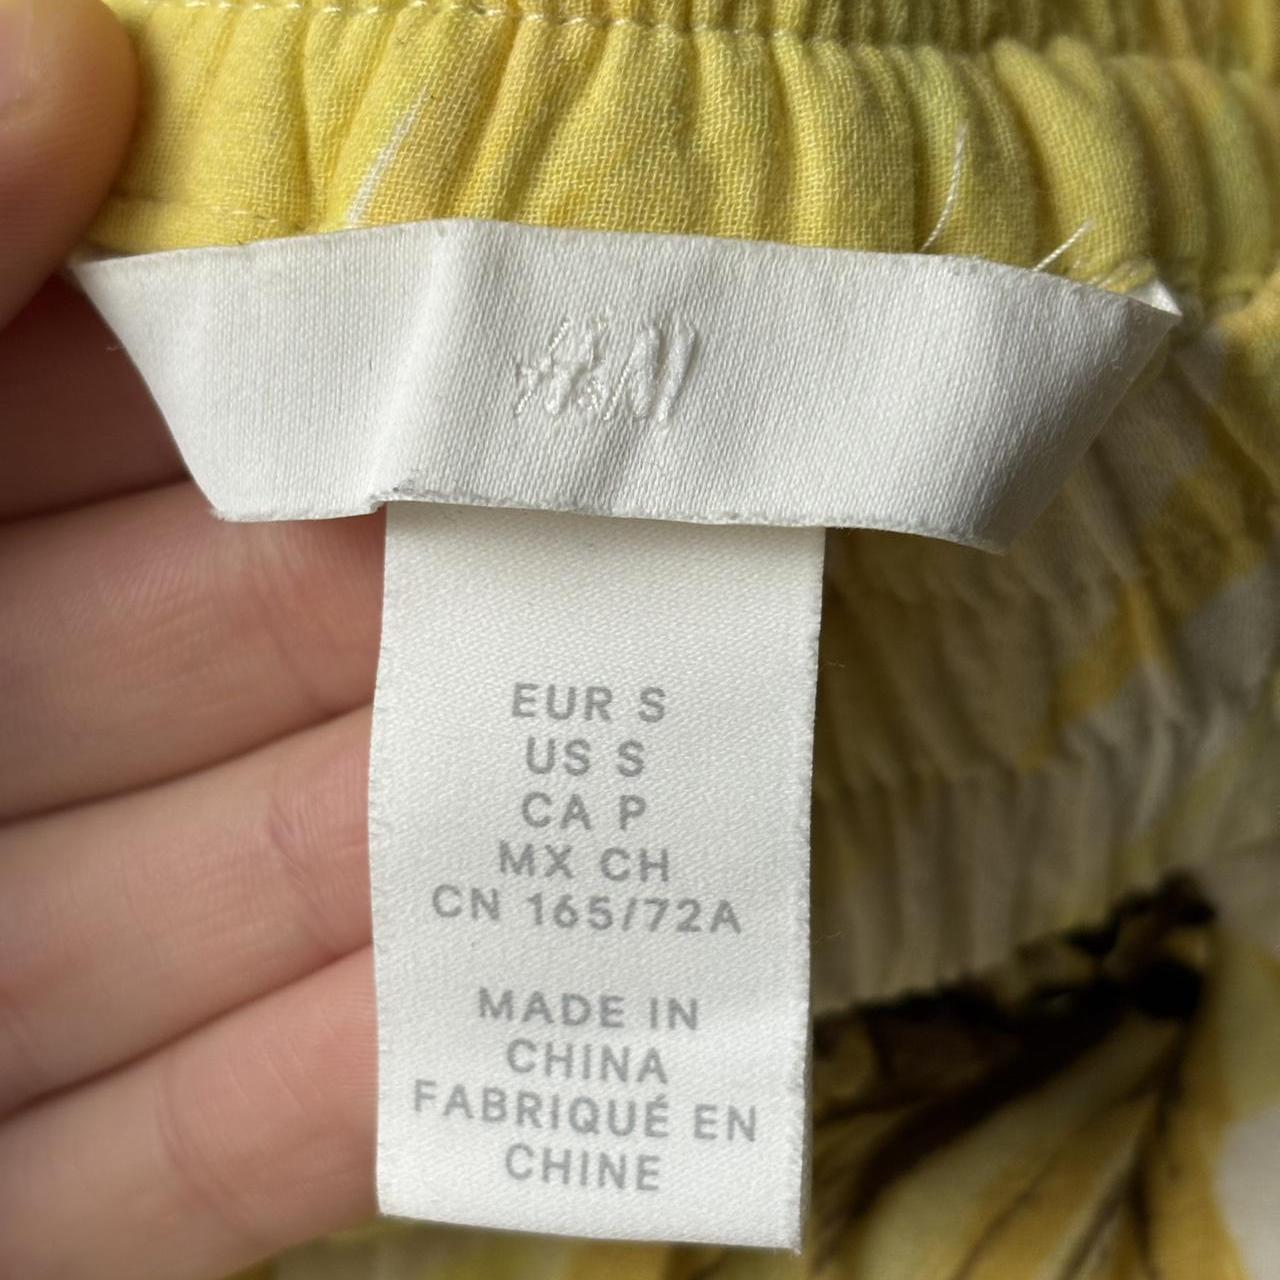 H&M
EUR S
US S
CA P
MX CH
CN 165/72A
MADE IN
CHINA
FABRIQUÉ EN
CHINE